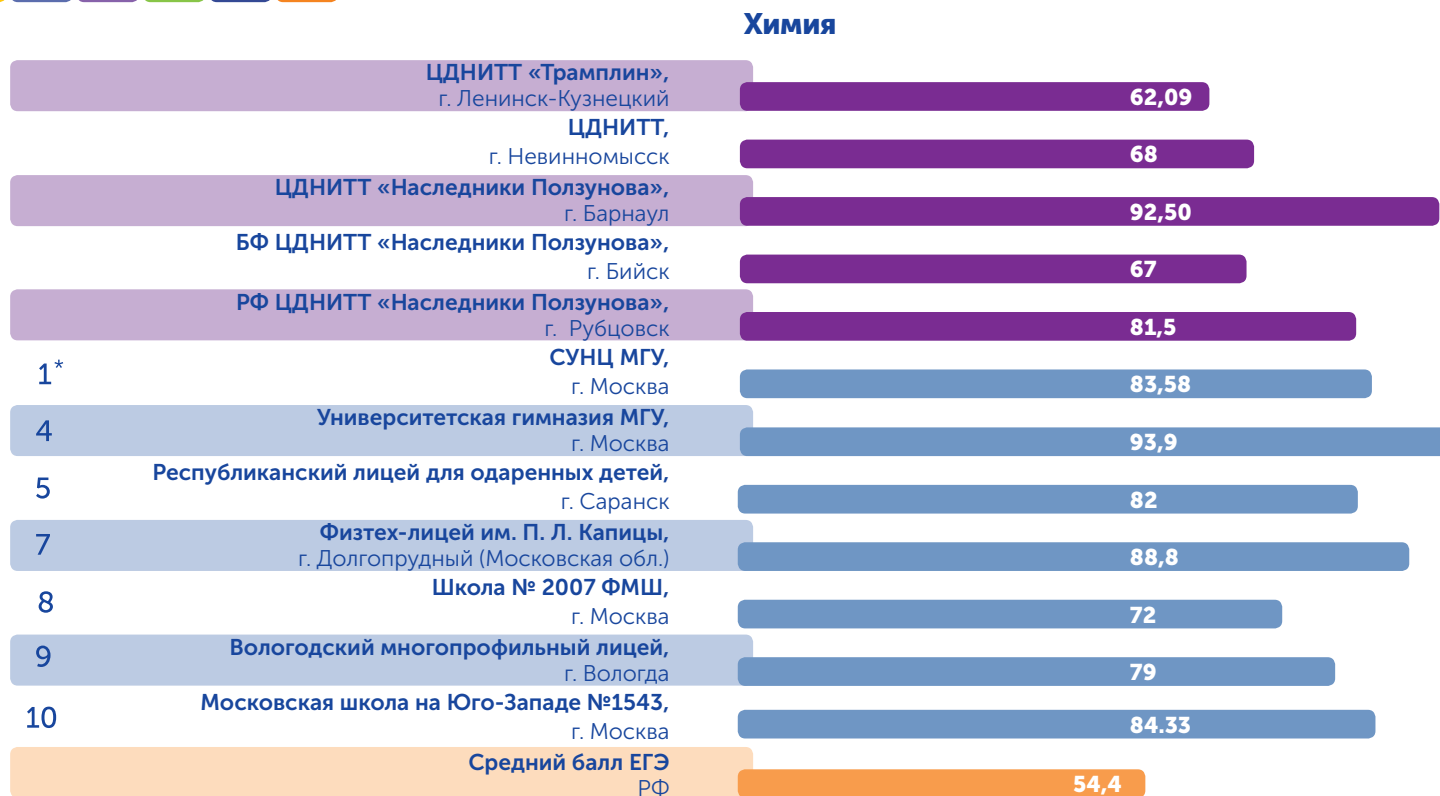 Химия
ЦДНИТТ «Трамплин»,
г. Ленинск-Кузнецкий
62,09
ЦДНИТТ,
г. Невинномысск
68
ЦДНИТТ «Наследники Ползунова»,
г. Барнаул
92,50
БФ ЦДНИТТ «Наследники Ползунова»,
г. Бийск
67
РФ ЦДНИТТ «Наследники Ползунова»,
г. Рубцовск
81,5
1*
СУНЦ МГУ,
г. Москва
83,58
4
Университетская гимназия МГУ,
г. Москва
93,9
5
Республиканский лицей для одаренных детей,
г. Саранск
82
7
Физтех-лицей им. П. Л. Капицы,
г. Долгопрудный (Московская обл.)
88,8
8
Школа № 2007 ФМШ,
г. Москва
72
9
Вологодский многопрофильный лицей,
г. Вологда
79
10
Московская школа на Юго-Западе №1543,
г. Москва
84.33
Средний балл ЕГЭ
РФ
54,4